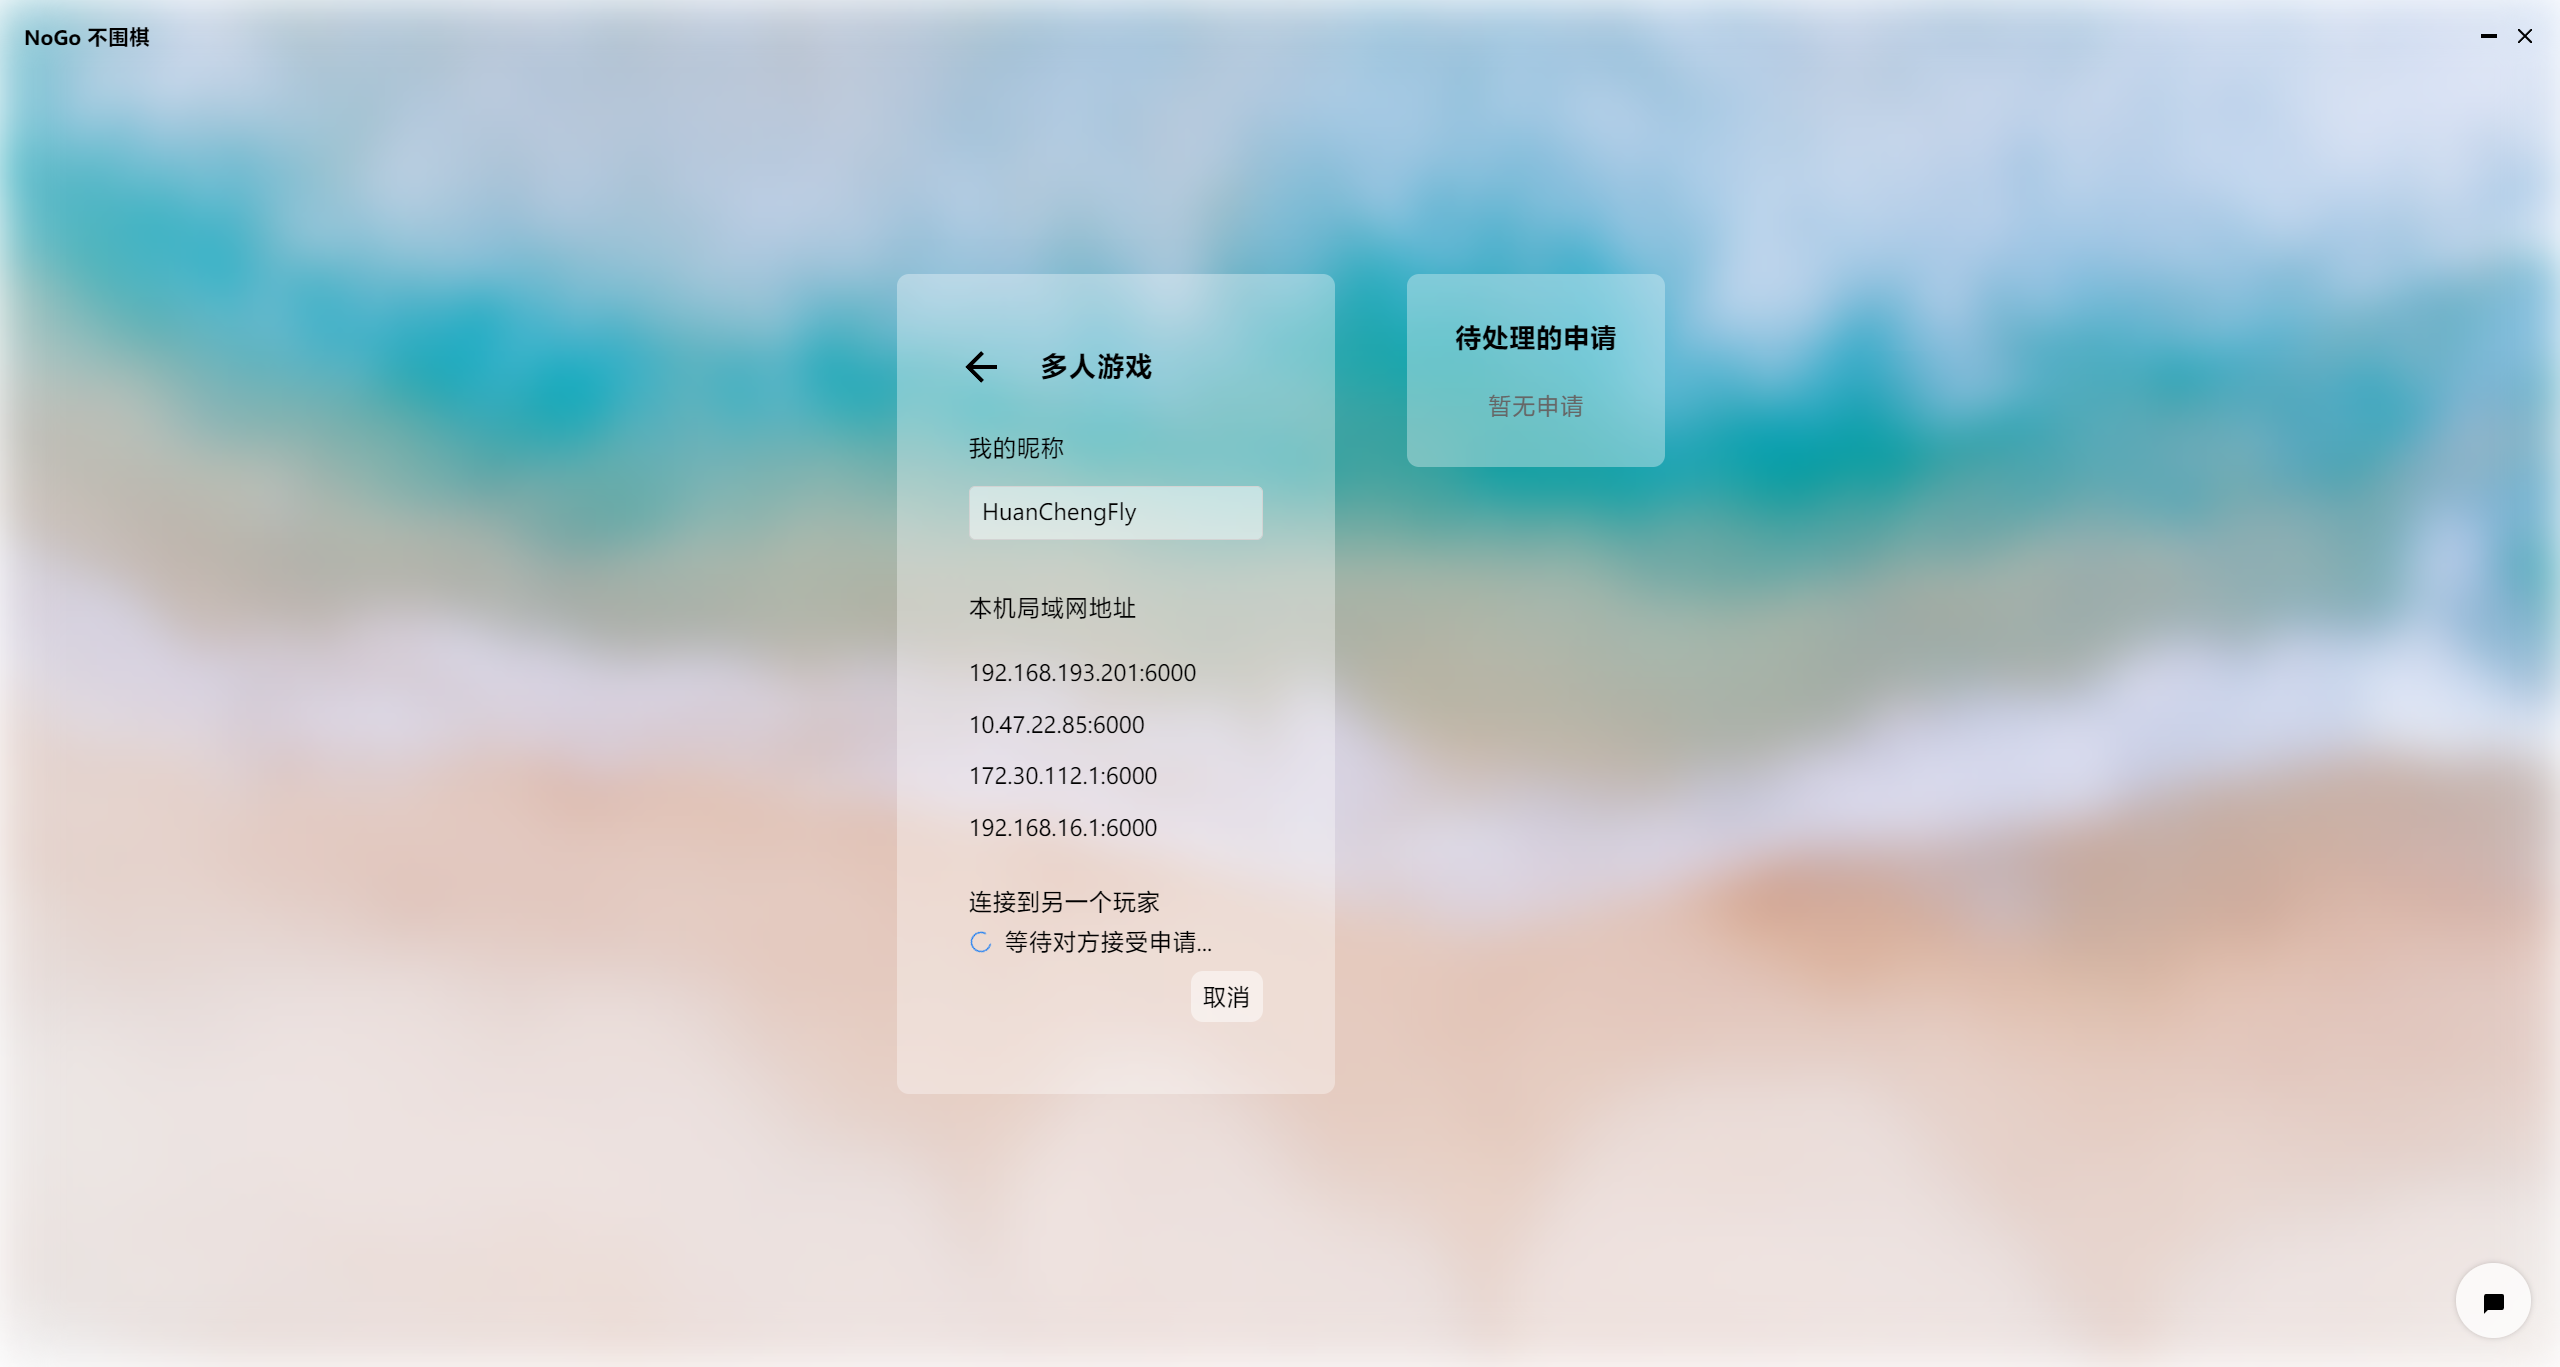 NoGo 不围棋
多人游戏
我的昵称
HuanChengFly
本机局域网地址
192.168.193.201:6000
10.47.22.85:6000
172.30.112.1:6000
192.168.16.1:6000
连接到另一个玩家
等待对方接受申请...
取消
待处理的申请
暂无申请